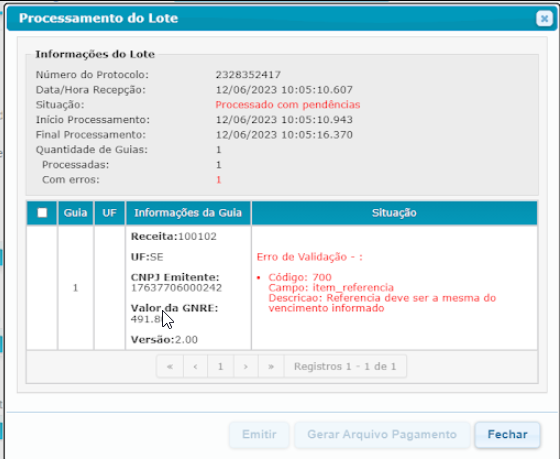 Processamento do Lote
Informações do Lote
Número do Protocolo: 2328352417
Data/Hora Recepção: 12/06/2023 10:05:10.607
Situação: Processado com pendências
Início Processamento: 12/06/2023 10:05:10.943
Final Processamento: 12/06/2023 10:05:16.370
Quantidade de Guias: 1
Processadas: 1
Com erros: 1
Guia UF Informações da Guia Situação
1
Receita:100102
UF:SE
CNPJ Emitente:
17637706000242
Valor da GNRE:
Versão:2.00
Erro de Validação - :
• Código: 700
Campo: item_referencia
Descricao: Referencia deve ser a mesma do
vencimento informado
« ‹ 1 › » Registros 1 - 1 de 1
Emitir Gerar Arquivo Pagamento Fechar